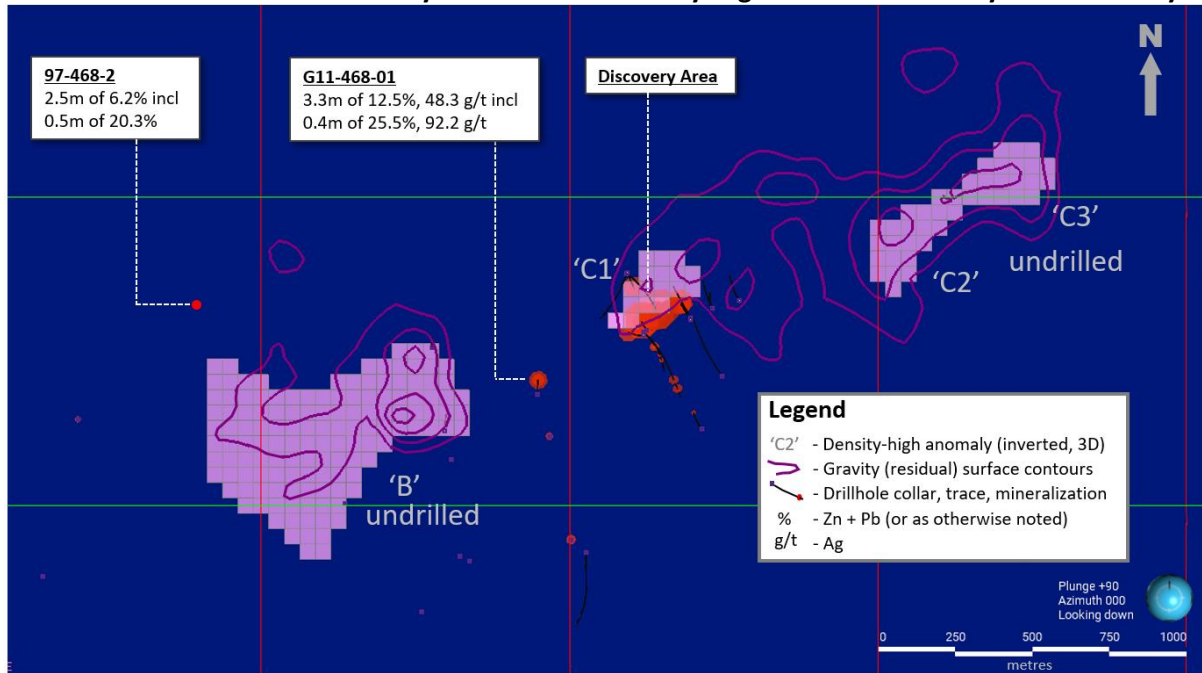 97-468-2
2.5m of 6.2% incl
0.5m of 20.3%
G11-468-01
3.3m of 12.5%, 48.3 g/t incl
0.4m of 25.5%, 92.2 g/t
Discovery Area
N
'C1'
'C3'
undrilled
'C2'
'B'
undrilled
Legend
'C2' - Density-high anomaly (inverted, 3D)
- Gravity (residual) surface contours
- Drillhole collar, trace, mineralization
% - Zn + Pb (or as otherwise noted)
g/t - Ag
Plunge +90
Azimuth 000
Looking down
0 250 500 750 1000
metres
E